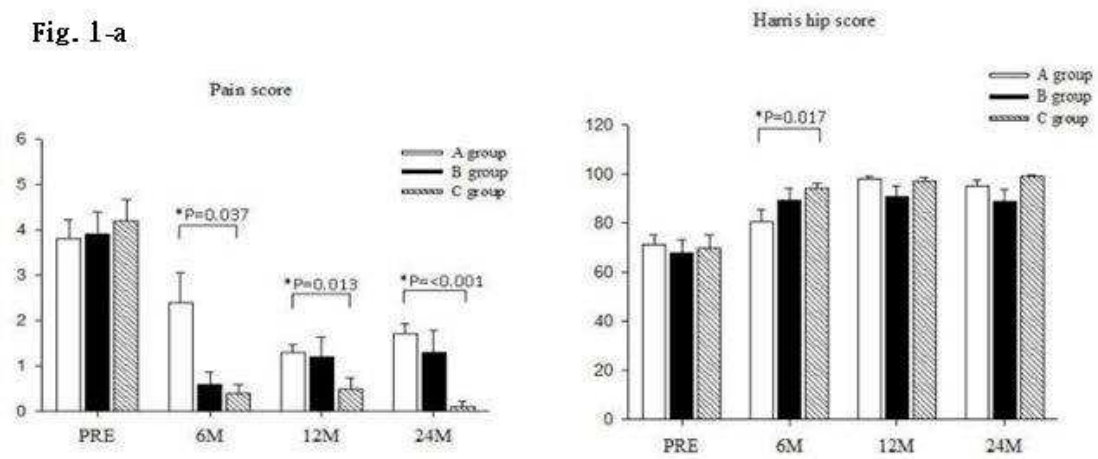 Fig. 1-a
Pain score
A group
B group
C group
6
5
4
3
2
1
0
*P=0.037
*P=0.013
*P=<0.001
PRE 6M 12M 24M
Harris hip score
A group
B group
C group
120
100
80
60
40
20
0
*P=0.017
PRE 6M 12M 24M